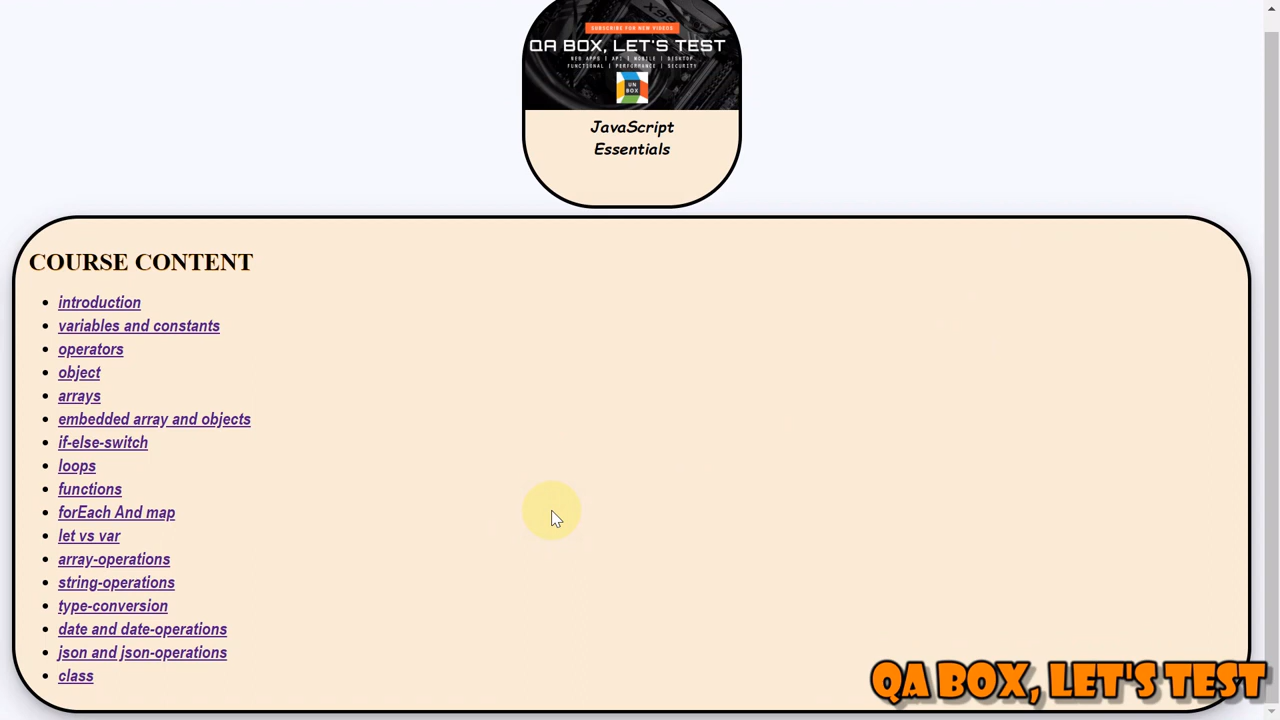 X99
SUBSCRIBE FOR NEW VIDEOS
QA BOX, LET'S TEST
WEB APPS | API | MOBILE | DESKTOP
FUNCTIONAL | PERFORMANCE | SECURITY
UN
BOX
JavaScript
Essentials
COURSE CONTENT
introduction
variables and constants
operators
object
arrays
embedded array and objects
if-else-switch
loops
functions
forEach And map
let vs var
array-operations
string-operations
type-conversion
date and date-operations
json and json-operations
class
QA BOX, LET'S TEST